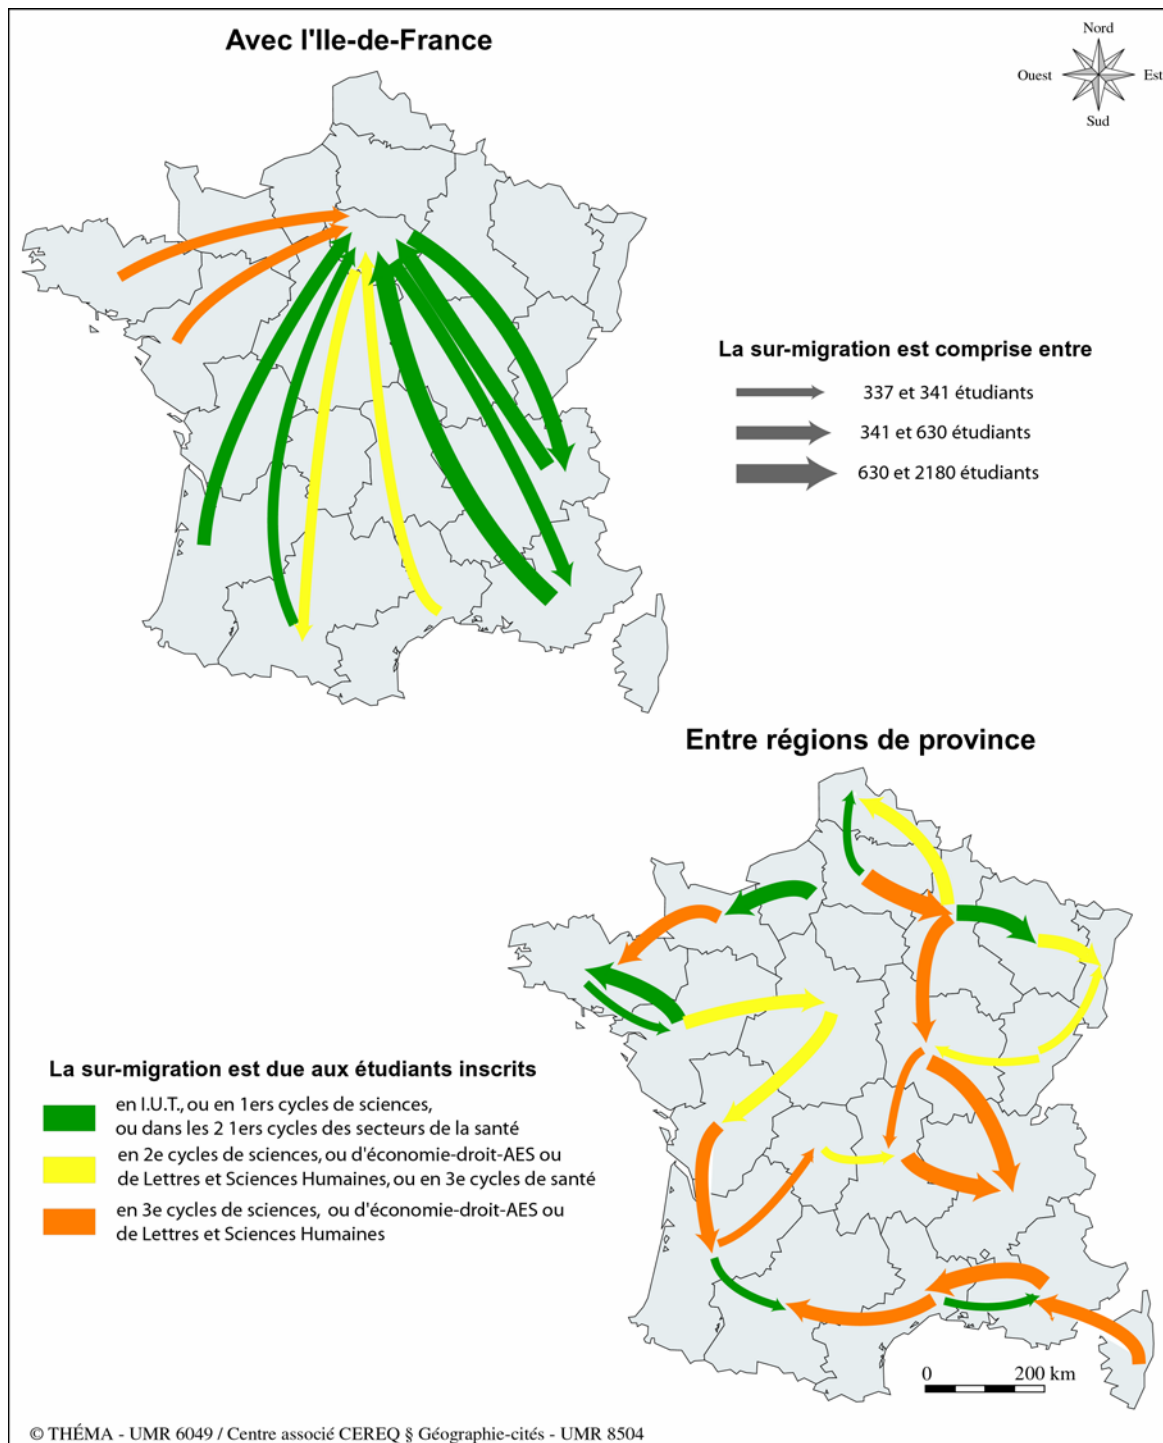 Avec l'Ile-de-France
Nord
Ouest
Est
Sud
La sur-migration est comprise entre
337 et 341 étudiants
341 et 630 étudiants
630 et 2180 étudiants
Entre régions de province
La sur-migration est due aux étudiants inscrits
en I.U.T., ou en 1ers cycles de sciences,
ou dans les 2 1ers cycles des secteurs de la santé
en 2e cycles de sciences, ou d'économie-droit-AES ou
de Lettres et Sciences Humaines, ou en 3e cycles de santé
en 3e cycles de sciences, ou d'économie-droit-AES ou
de Lettres et Sciences Humaines
0 200 km
© THÉMA - UMR 6049 / Centre associé CEREQ § Géographie-cités - UMR 8504